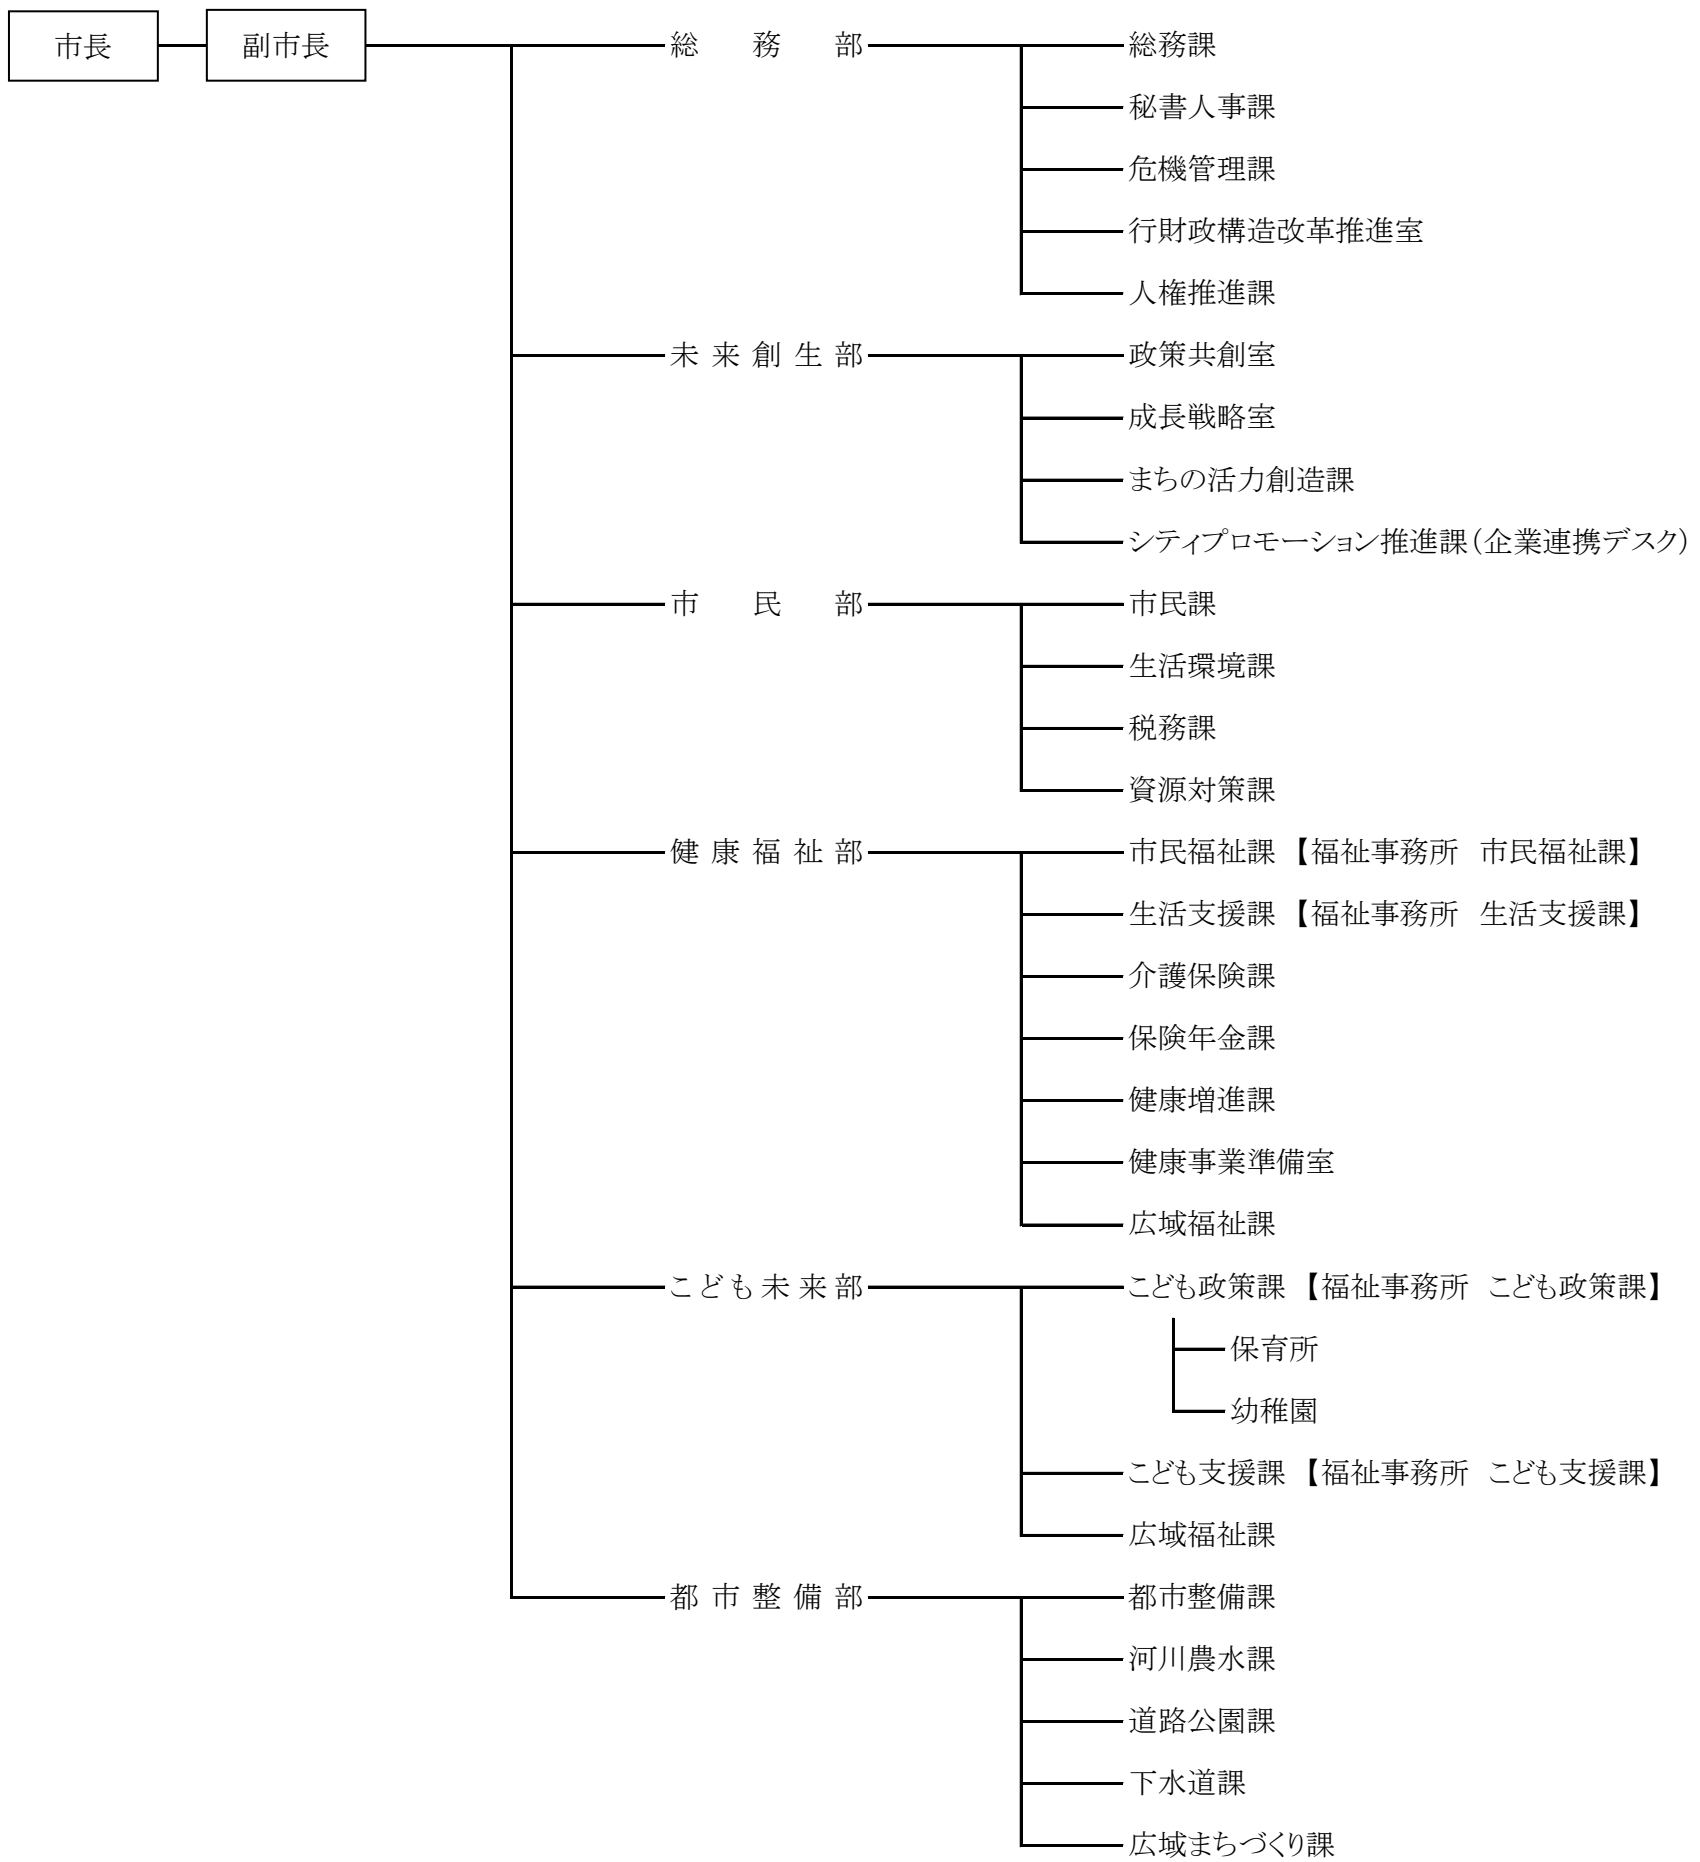 市長 副市長 総務部 総務課
秘書人事課
危機管理課
行財政構造改革推進室
人権推進課
未来創生部 政策共創室
成長戦略室
まちの活力創造課
シティプロモーション推進課(企業連携デスク)
市民部 市民課
生活環境課
税務課
資源対策課
健康福祉部 市民福祉課【福祉事務所 市民福祉課】
生活支援課【福祉事務所 生活支援課】
介護保険課
保険年金課
健康増進課
健康事業準備室
広域福祉課
こども未来部 こども政策課【福祉事務所 こども政策課】
保育所
幼稚園
こども支援課【福祉事務所 こども支援課】
広域福祉課
都市整備部 都市整備課
河川農水課
道路公園課
下水道課
広域まちづくり課